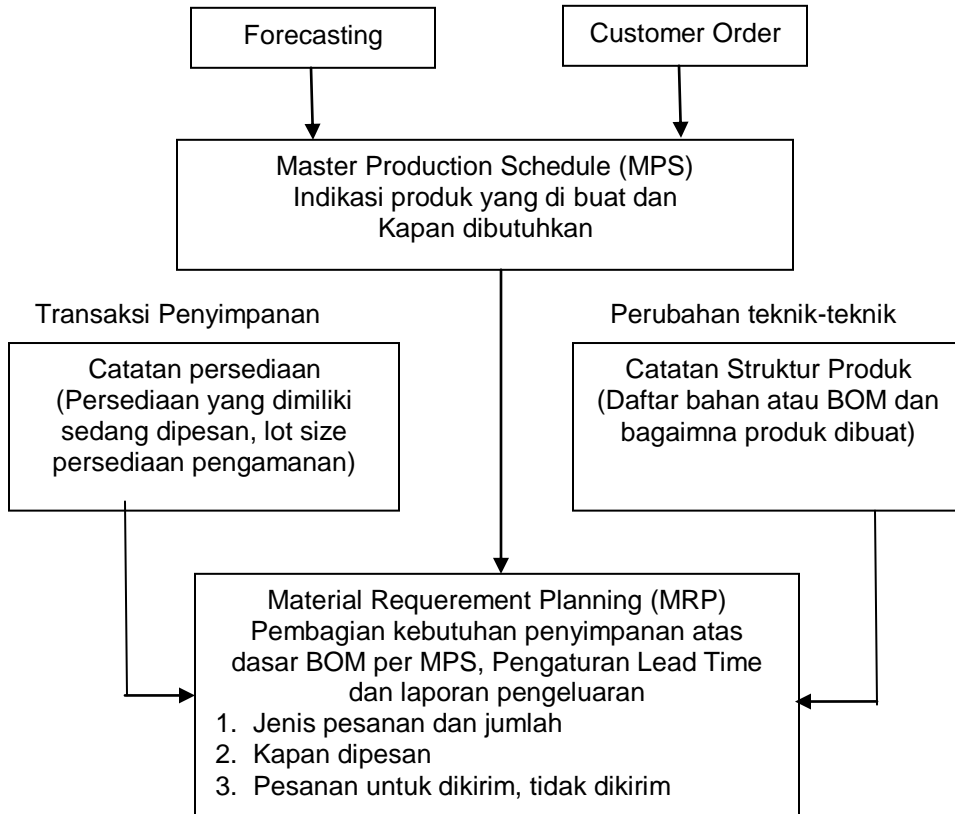 Forecasting
Customer Order
Master Production Schedule (MPS)
Indikasi produk yang di buat dan
Kapan dibutuhkan
Transaksi Penyimpanan
Perubahan teknik-teknik
Catatan persediaan
(Persediaan yang dimiliki
sedang dipesan, lot size
persediaan pengamanan)
Catatan Struktur Produk
(Daftar bahan atau BOM dan
bagaimna produk dibuat)
Material Requerement Planning (MRP)
Pembagian kebutuhan penyimpanan atas
dasar BOM per MPS, Pengaturan Lead Time
dan laporan pengeluaran
1. Jenis pesanan dan jumlah
2. Kapan dipesan
3. Pesanan untuk dikirim, tidak dikirim